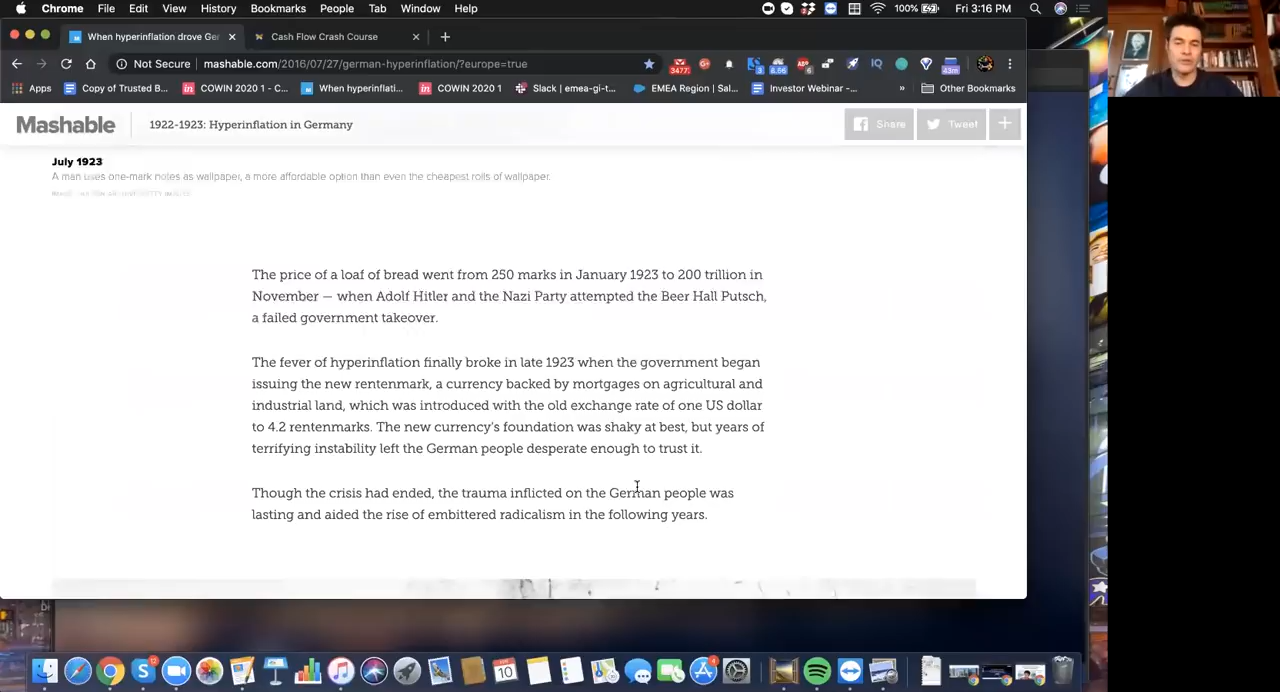 Chrome File Edit View History Bookmarks People Tab Window Help 100% Fri 3:16 PM
When hyperinflation drove Ger × Cash Flow Crash Course × +
Not Secure mashable.com/2016/07/27/german-hyperinflation/?europe=true 3477
Apps Copy of Trusted B... COWIN 2020 1 - C... When hyperinflati... COWIN 2020 1 Slack | emea-gi-t... EMEA Region | Sal... Investor Webinar -... » Other Bookmarks
Mashable 1922-1923: Hyperinflation in Germany Share Tweet +
July 1923
A man uses one-mark notes as wallpaper, a more affordable option than even the cheapest rolls of wallpaper.
The price of a loaf of bread went from 250 marks in January 1923 to 200 trillion in
November — when Adolf Hitler and the Nazi Party attempted the Beer Hall Putsch,
a failed government takeover.
The fever of hyperinflation finally broke in late 1923 when the government began
issuing the new rentenmark, a currency backed by mortgages on agricultural and
industrial land, which was introduced with the old exchange rate of one US dollar
to 4.2 rentenmarks. The new currency's foundation was shaky at best, but years of
terrifying instability left the German people desperate enough to trust it.
Though the crisis had ended, the trauma inflicted on the German people was
lasting and aided the rise of embittered radicalism in the following years.